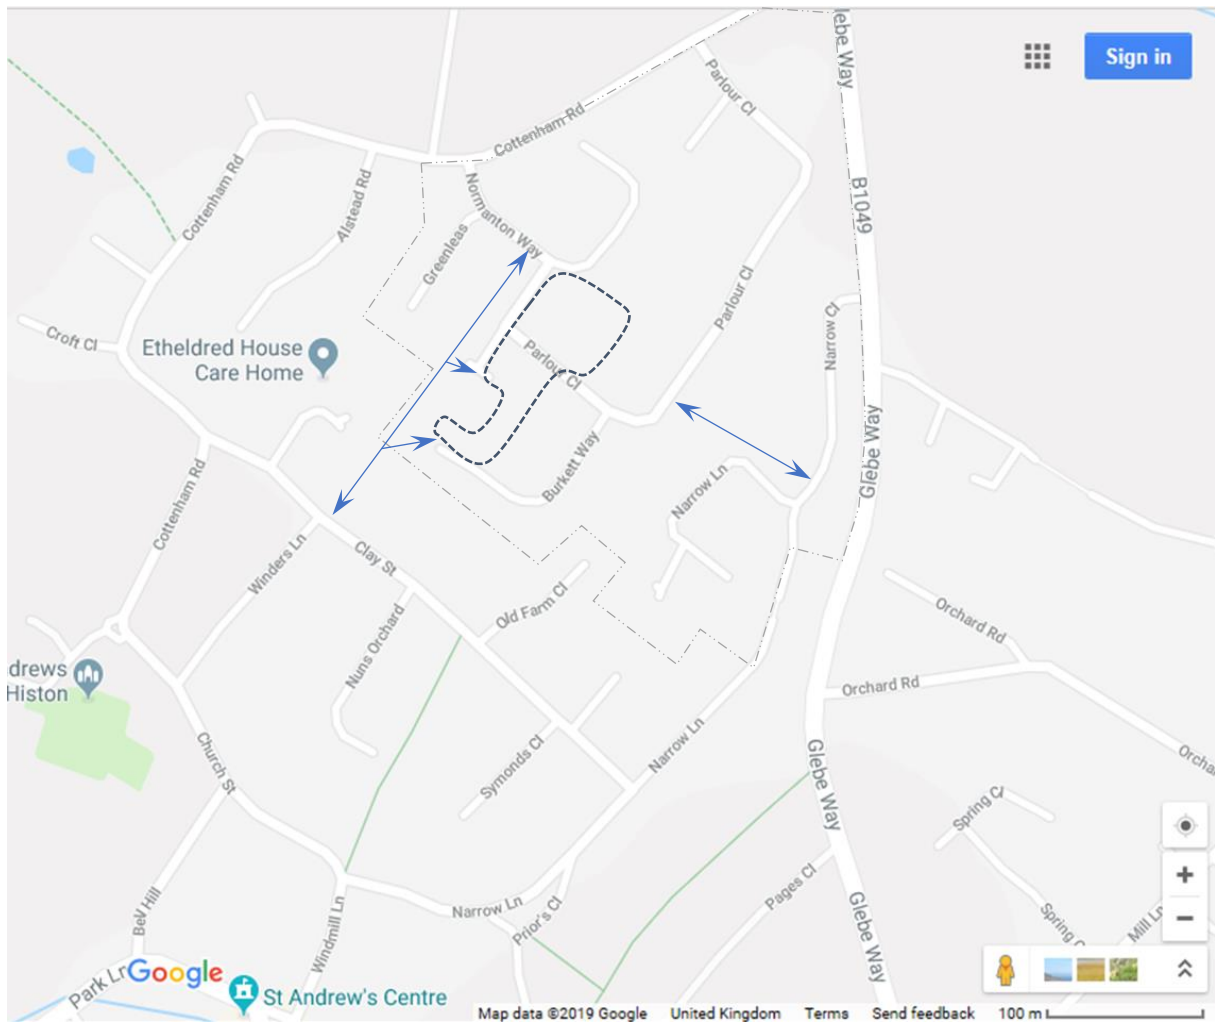 Glebe Way
Sign in
Parlour Cl
Cottenham Rd
Cottenham Rd
Alstead Rd
Normanton Way
B1049
Greenleas
Parlour Cl
Narrow Cl
Croft Cl
Etheldred House
Care Home
Parlour Cl
Glebe Way
Burkett Way
Narrow Ln
Cottenham Rd
Winders Ln
Clay St
Old Farm Cl
Orchard Rd
Nuns Orchard
drews
Histon
Orchard Rd
Church St
Symonds Cl
Narrow Ln
Glebe Way
Orcha
Spring Cl
Pages Cl
Bell Hill
Windmill Ln
Narrow Ln
Prior's Cl
Glebe Way
Spring C
Mill Ln
Park Ln
Google
St Andrew's Centre
Map data ©2019 Google United Kingdom Terms Send feedback 100 m